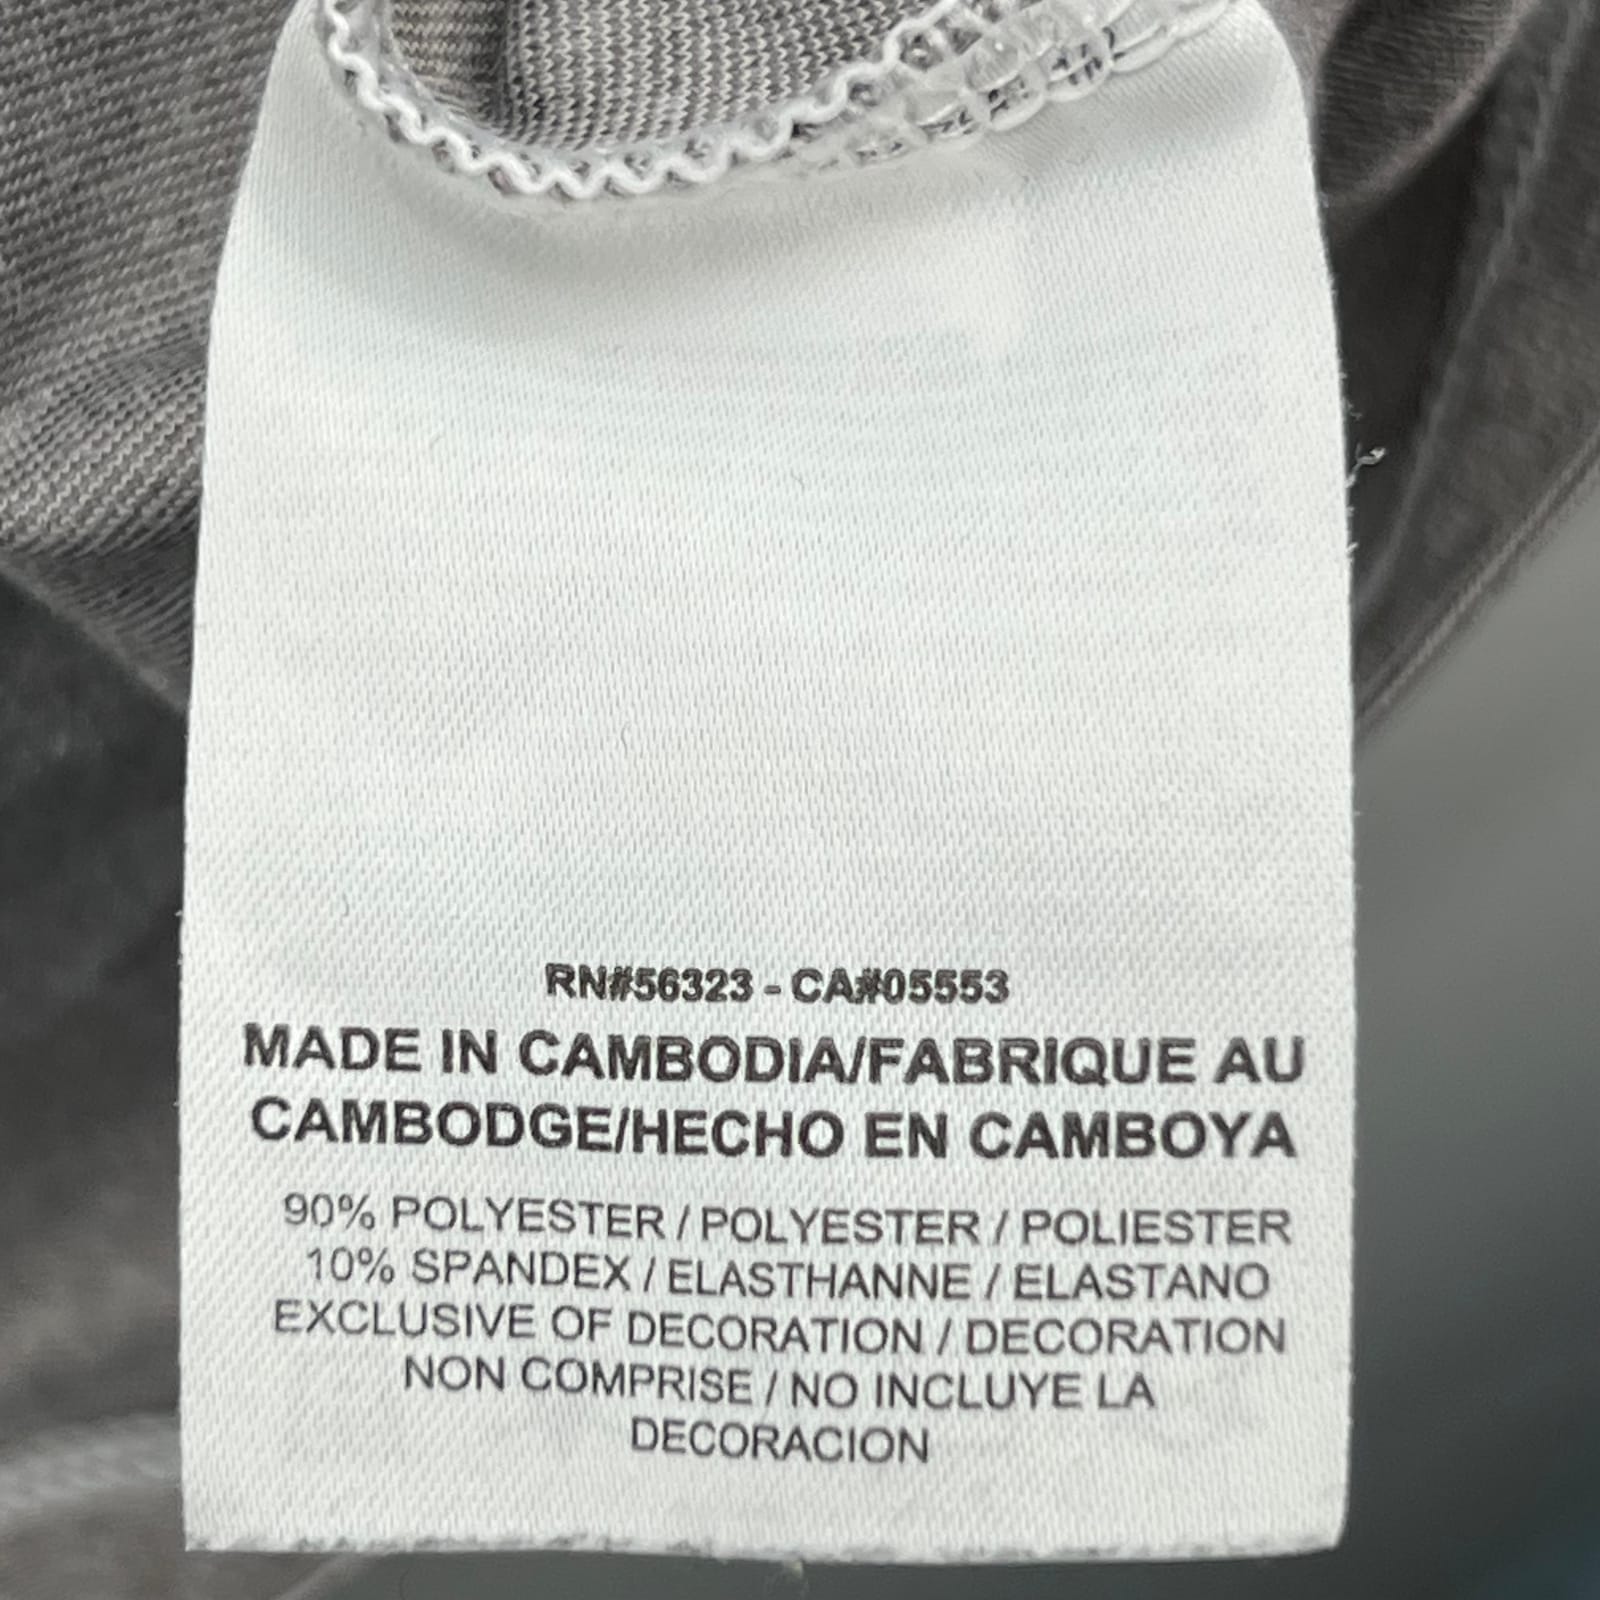 RN#56323 - CA#05553
MADE IN CAMBODIA/FABRIQUE AU
CAMBODGE/HECHO EN CAMBOYA
90% POLYESTER / POLYESTER / POLIESTER
10% SPANDEX / ELASTHANNE / ELASTANO
EXCLUSIVE OF DECORATION / DECORATION
NON COMPRISE / NO INCLUYE LA
DECORACION